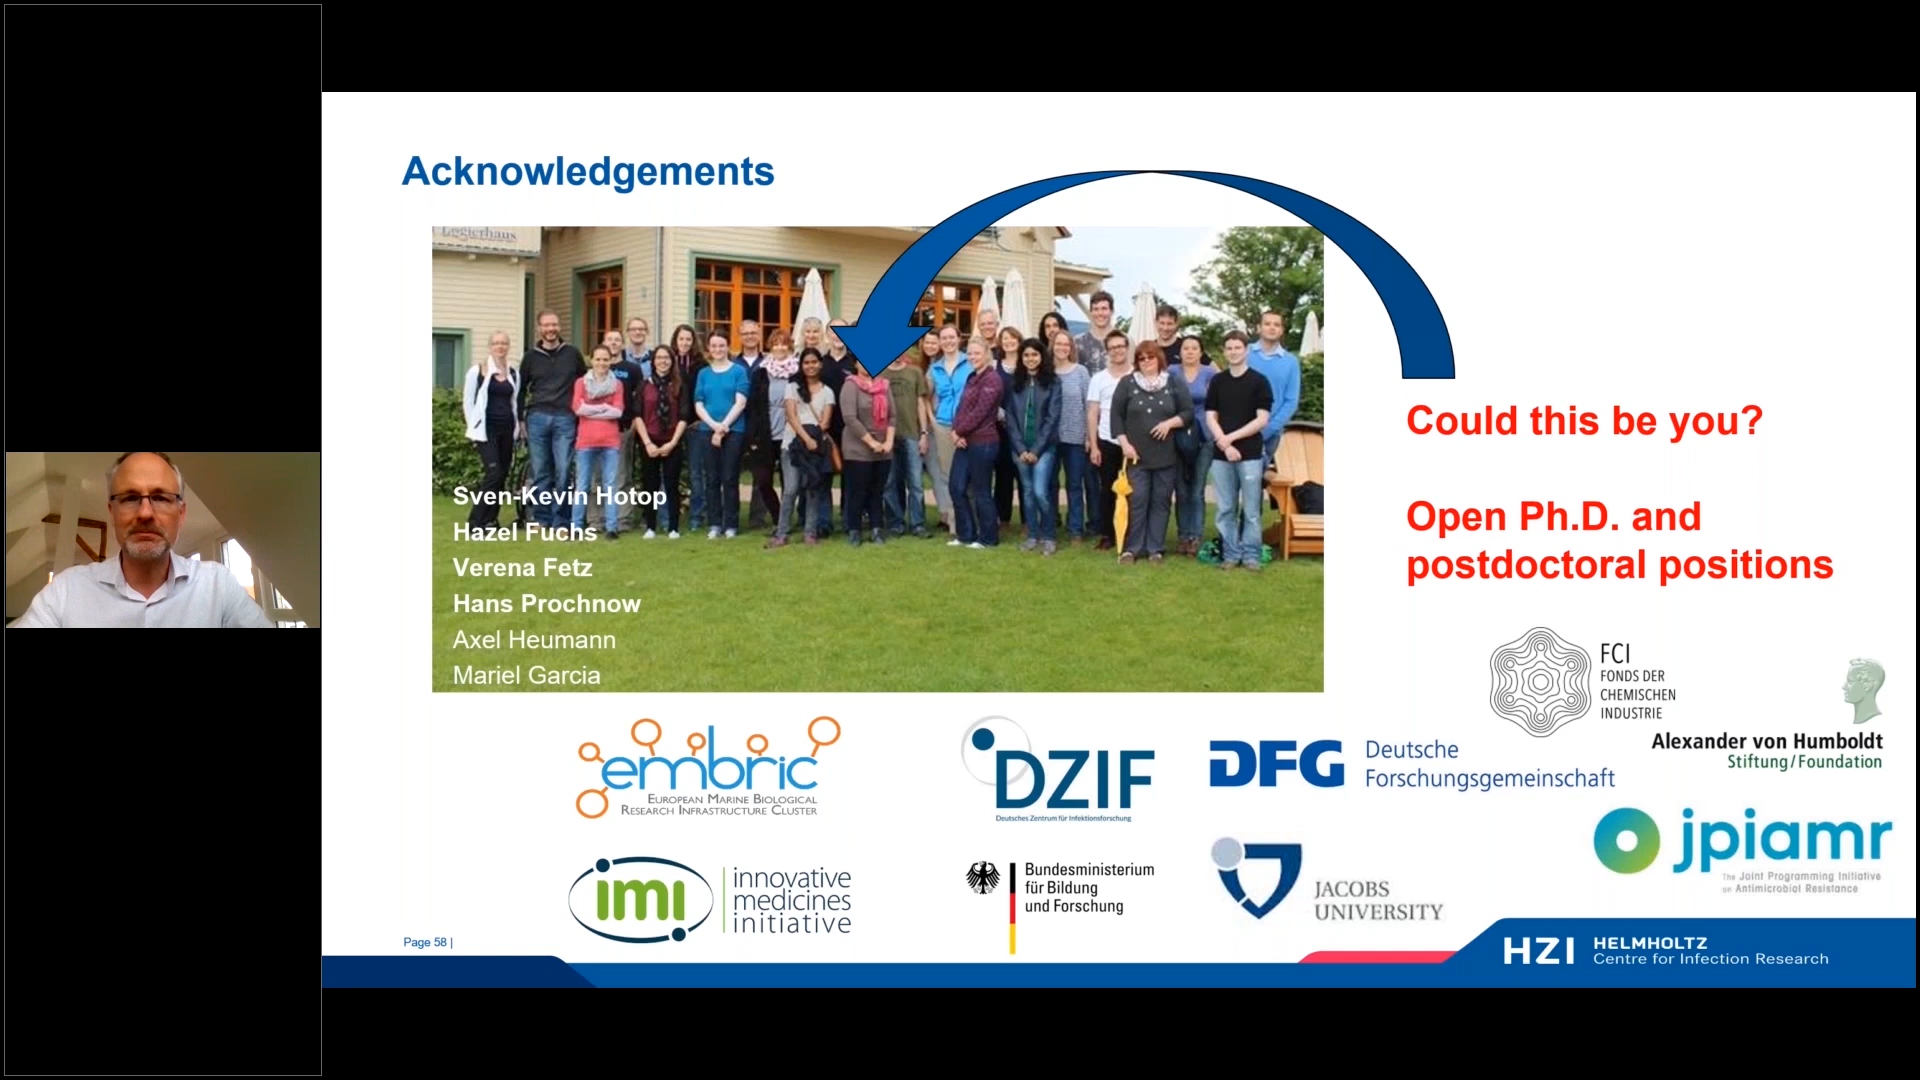 Acknowledgements
Logierhaus
Could this be you?
Open Ph.D. and
postdoctoral positions
Sven-Kevin Hotop
Hazel Fuchs
Verena Fetz
Hans Prochnow
Axel Heumann
Mariel Garcia
FCI
FONDS DER
CHEMISCHEN
INDUSTRIE
Alexander von Humboldt
Stiftung/Foundation
embric
EUROPEAN MARINE BIOLOGICAL
RESEARCH INFRASTRUCTURE CLUSTER
DZIF
Deutsches Zentrum für Infektionsforschung
DFG
Deutsche
Forschungsgemeinschaft
jpiamr
The Joint Programming Initiative
on Antimicrobial Resistance
imi
innovative
medicines
initiative
Bundesministerium
für Bildung
und Forschung
JACOBS
UNIVERSITY
Page 58 |
HZI
HELMHOLTZ
Centre for Infection Research